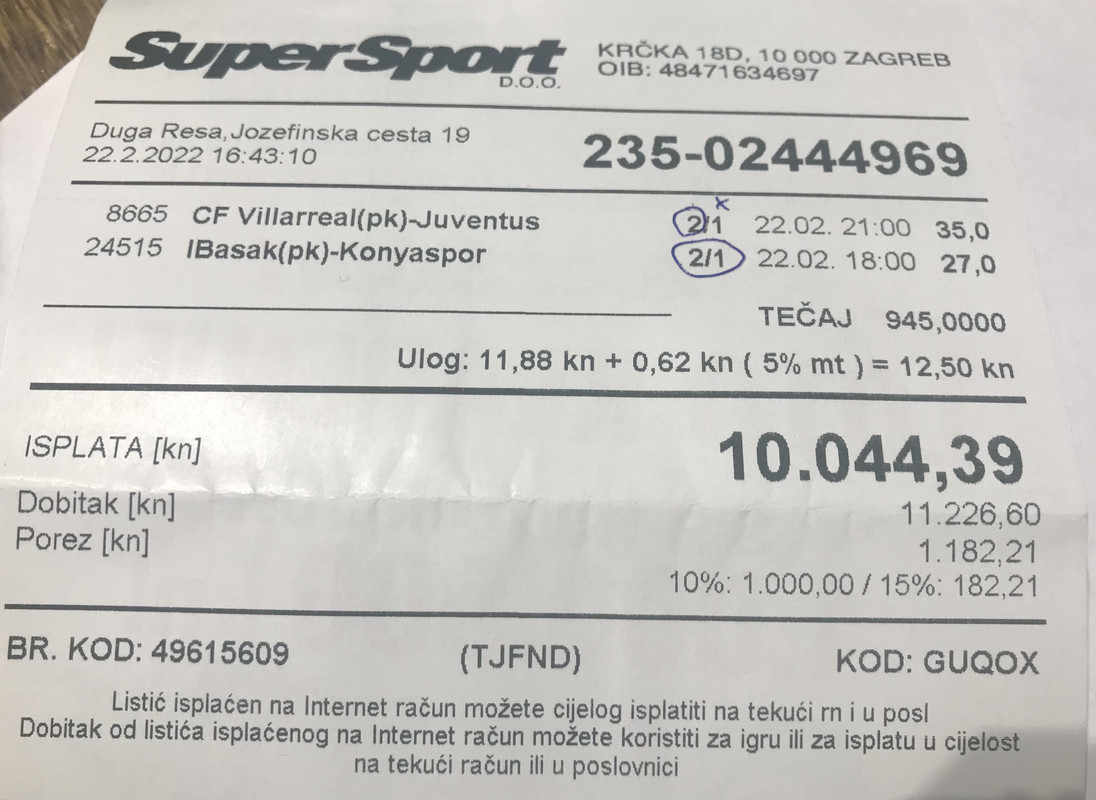 SuperSport
D.O.O.
KRČKA 18D, 10 000 ZAGREB
OIB: 48471634697
Duga Resa,Jozefinska cesta 19
22.2.2022 16:43:10
235-02444969
8665 CF Villarreal(pk)-Juventus 2/1 x 22.02. 21:00 35,0
24515 IBasak(pk)-Konyaspor 2/1 22.02. 18:00 27,0
TEČAJ 945,0000
Ulog: 11,88 kn + 0,62 kn ( 5% mt ) = 12,50 kn
ISPLATA [kn] 10.044,39
Dobitak [kn] 11.226,60
Porez [kn] 1.182,21
10%: 1.000,00 / 15%: 182,21
BR. KOD: 49615609 (TJFND) KOD: GUQOX
Listić isplaćen na Internet račun možete cijelog isplatiti na tekući rn i u posl
Dobitak od listića isplaćenog na Internet račun možete koristiti za igru ili za isplatu u cijelost
na tekući račun ili u poslovnici